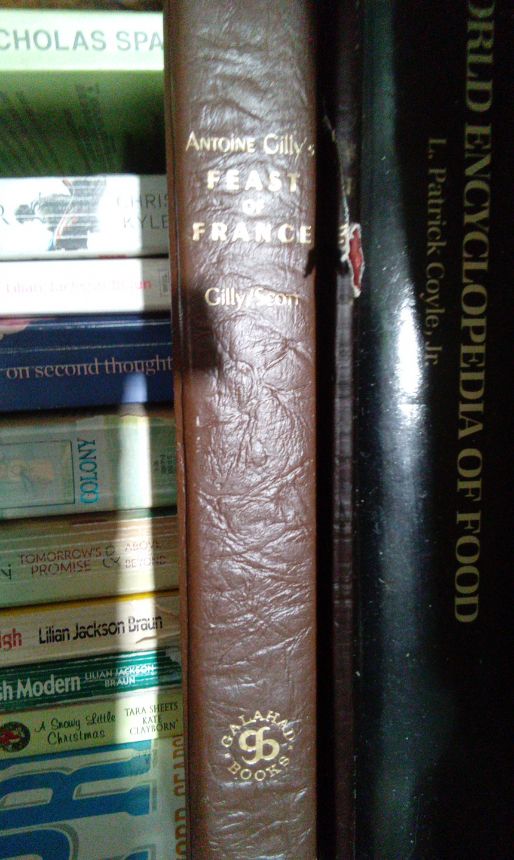 CHOLAS SPA
CHRIS
KYLE
Lilian Jackson Braun
on second thought
COLONY
TOMORROW'S
PROMISE
&
ABOVE
BEYOND
Lilian Jackson Braun
sh Modern
LILIAN JACKSON
BRAUN
A Snowy Little
Christmas
TARA SHEETS
KATE
CLAYBORN
ANTOINE Gilly's
FEAST
OF
FRANCE
Gilly/Scott
GALAHAD
gb
BOOKS
WORLD ENCYCLOPEDIA OF FOOD
L. Patrick Coyle, Jr.